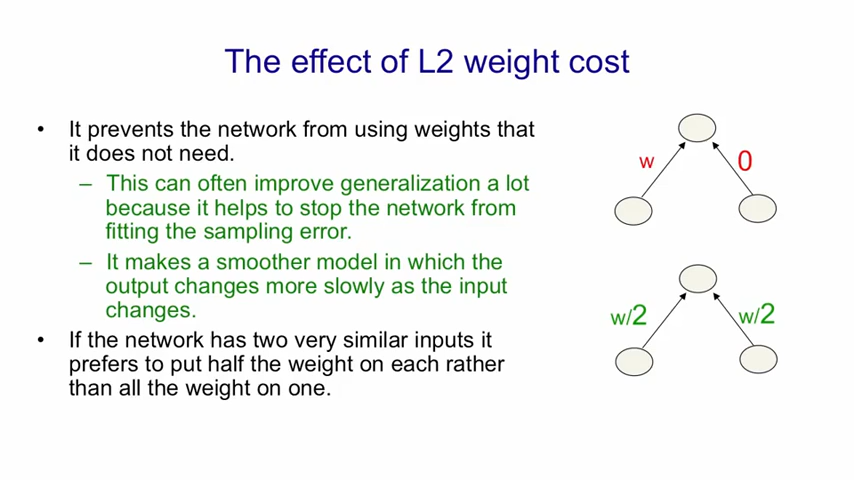 The effect of L2 weight cost
• It prevents the network from using weights that
it does not need.
– This can often improve generalization a lot
because it helps to stop the network from
fitting the sampling error.
– It makes a smoother model in which the
output changes more slowly as the input
changes.
• If the network has two very similar inputs it
prefers to put half the weight on each rather
than all the weight on one.
w 0
w/2 w/2